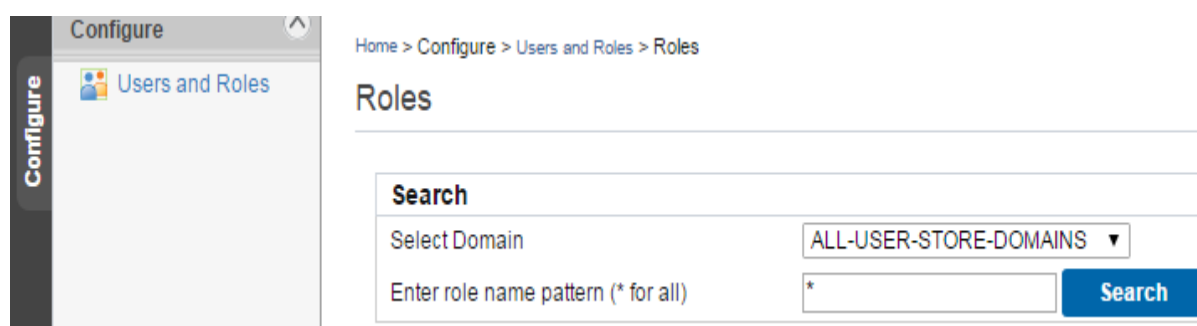 Configure
Configure
Users and Roles
Home > Configure > Users and Roles > Roles
Roles
Search
Select Domain ALL-USER-STORE-DOMAINS
Enter role name pattern (* for all) * Search